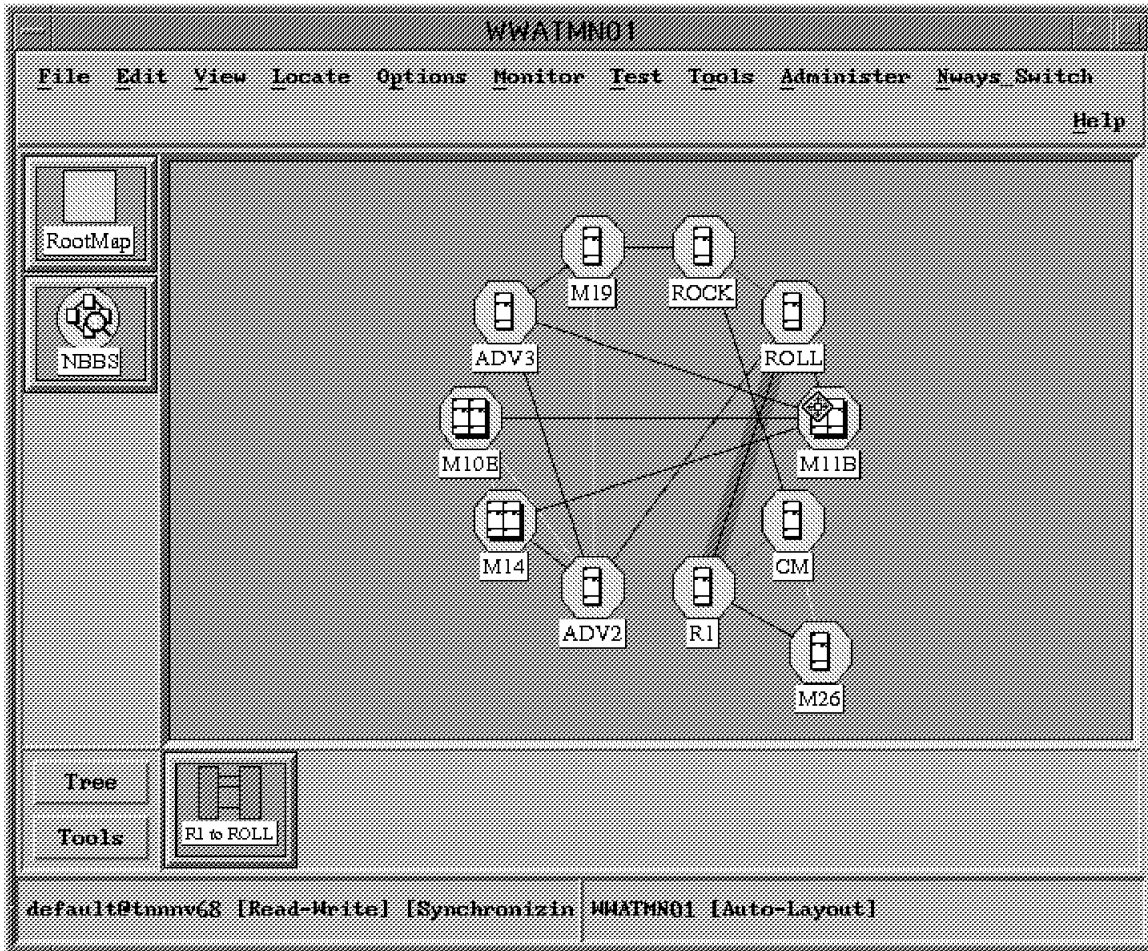 WWATMN01
File Edit View Locate Options Monitor Test Tools Administer Nways_Switch
Help
RootMap
NBBS
M19
ROCK
ADV3
ROLL
M10B
M11B
M14
CM
ADV2
R1
M26
Tree
Tools
R1 to ROLL
default@tnnnv68 [Read-Write] [Synchronizin
WWATMN01 [Auto-Layout]